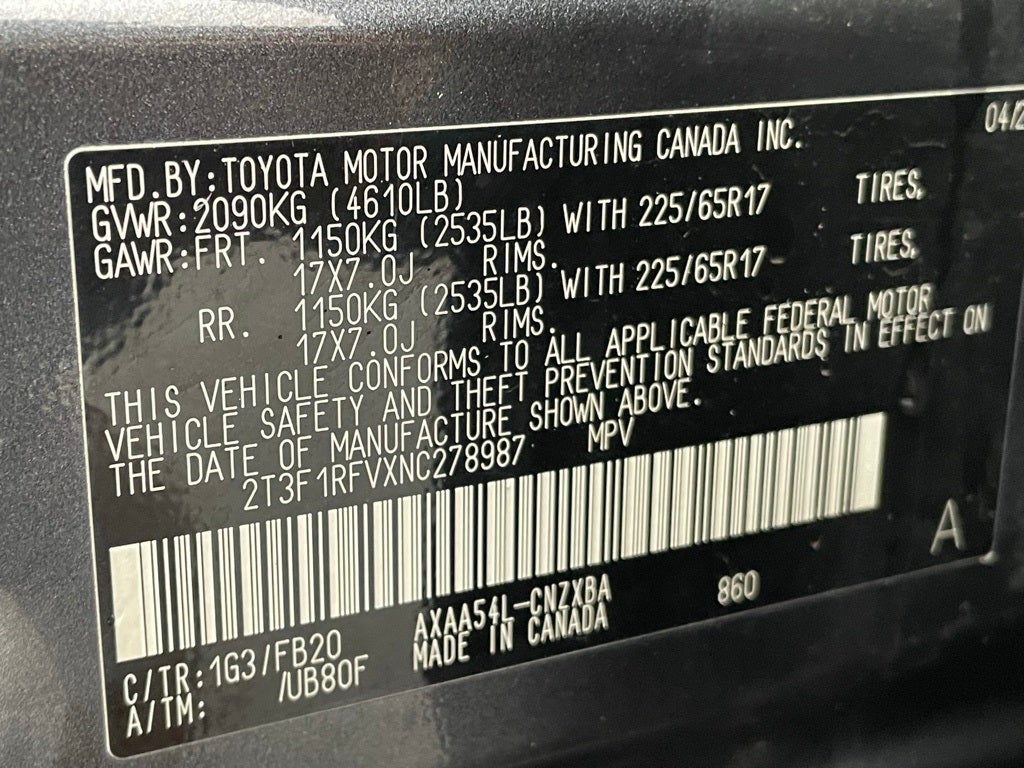 04/2
MFD.BY:TOYOTA MOTOR MANUFACTURING CANADA INC.
GVWR:2090KG (4610LB)
GAWR:FRT. 1150KG (2535LB) WITH 225/65R17 TIRES,
17X7.0J RIMS.
RR. 1150KG (2535LB) WITH 225/65R17 TIRES,
17X7.0J RIMS.
THIS VEHICLE CONFORMS TO ALL APPLICABLE FEDERAL MOTOR
VEHICLE SAFETY AND THEFT PREVENTION STANDARDS IN EFFECT ON
THE DATE OF MANUFACTURE SHOWN ABOVE.
2T3F1RFVXNC278987 MPV
A
C/TR:1G3/FB20 AXAA54L-CNZXBA 860
A/TM: /UB80F MADE IN CANADA